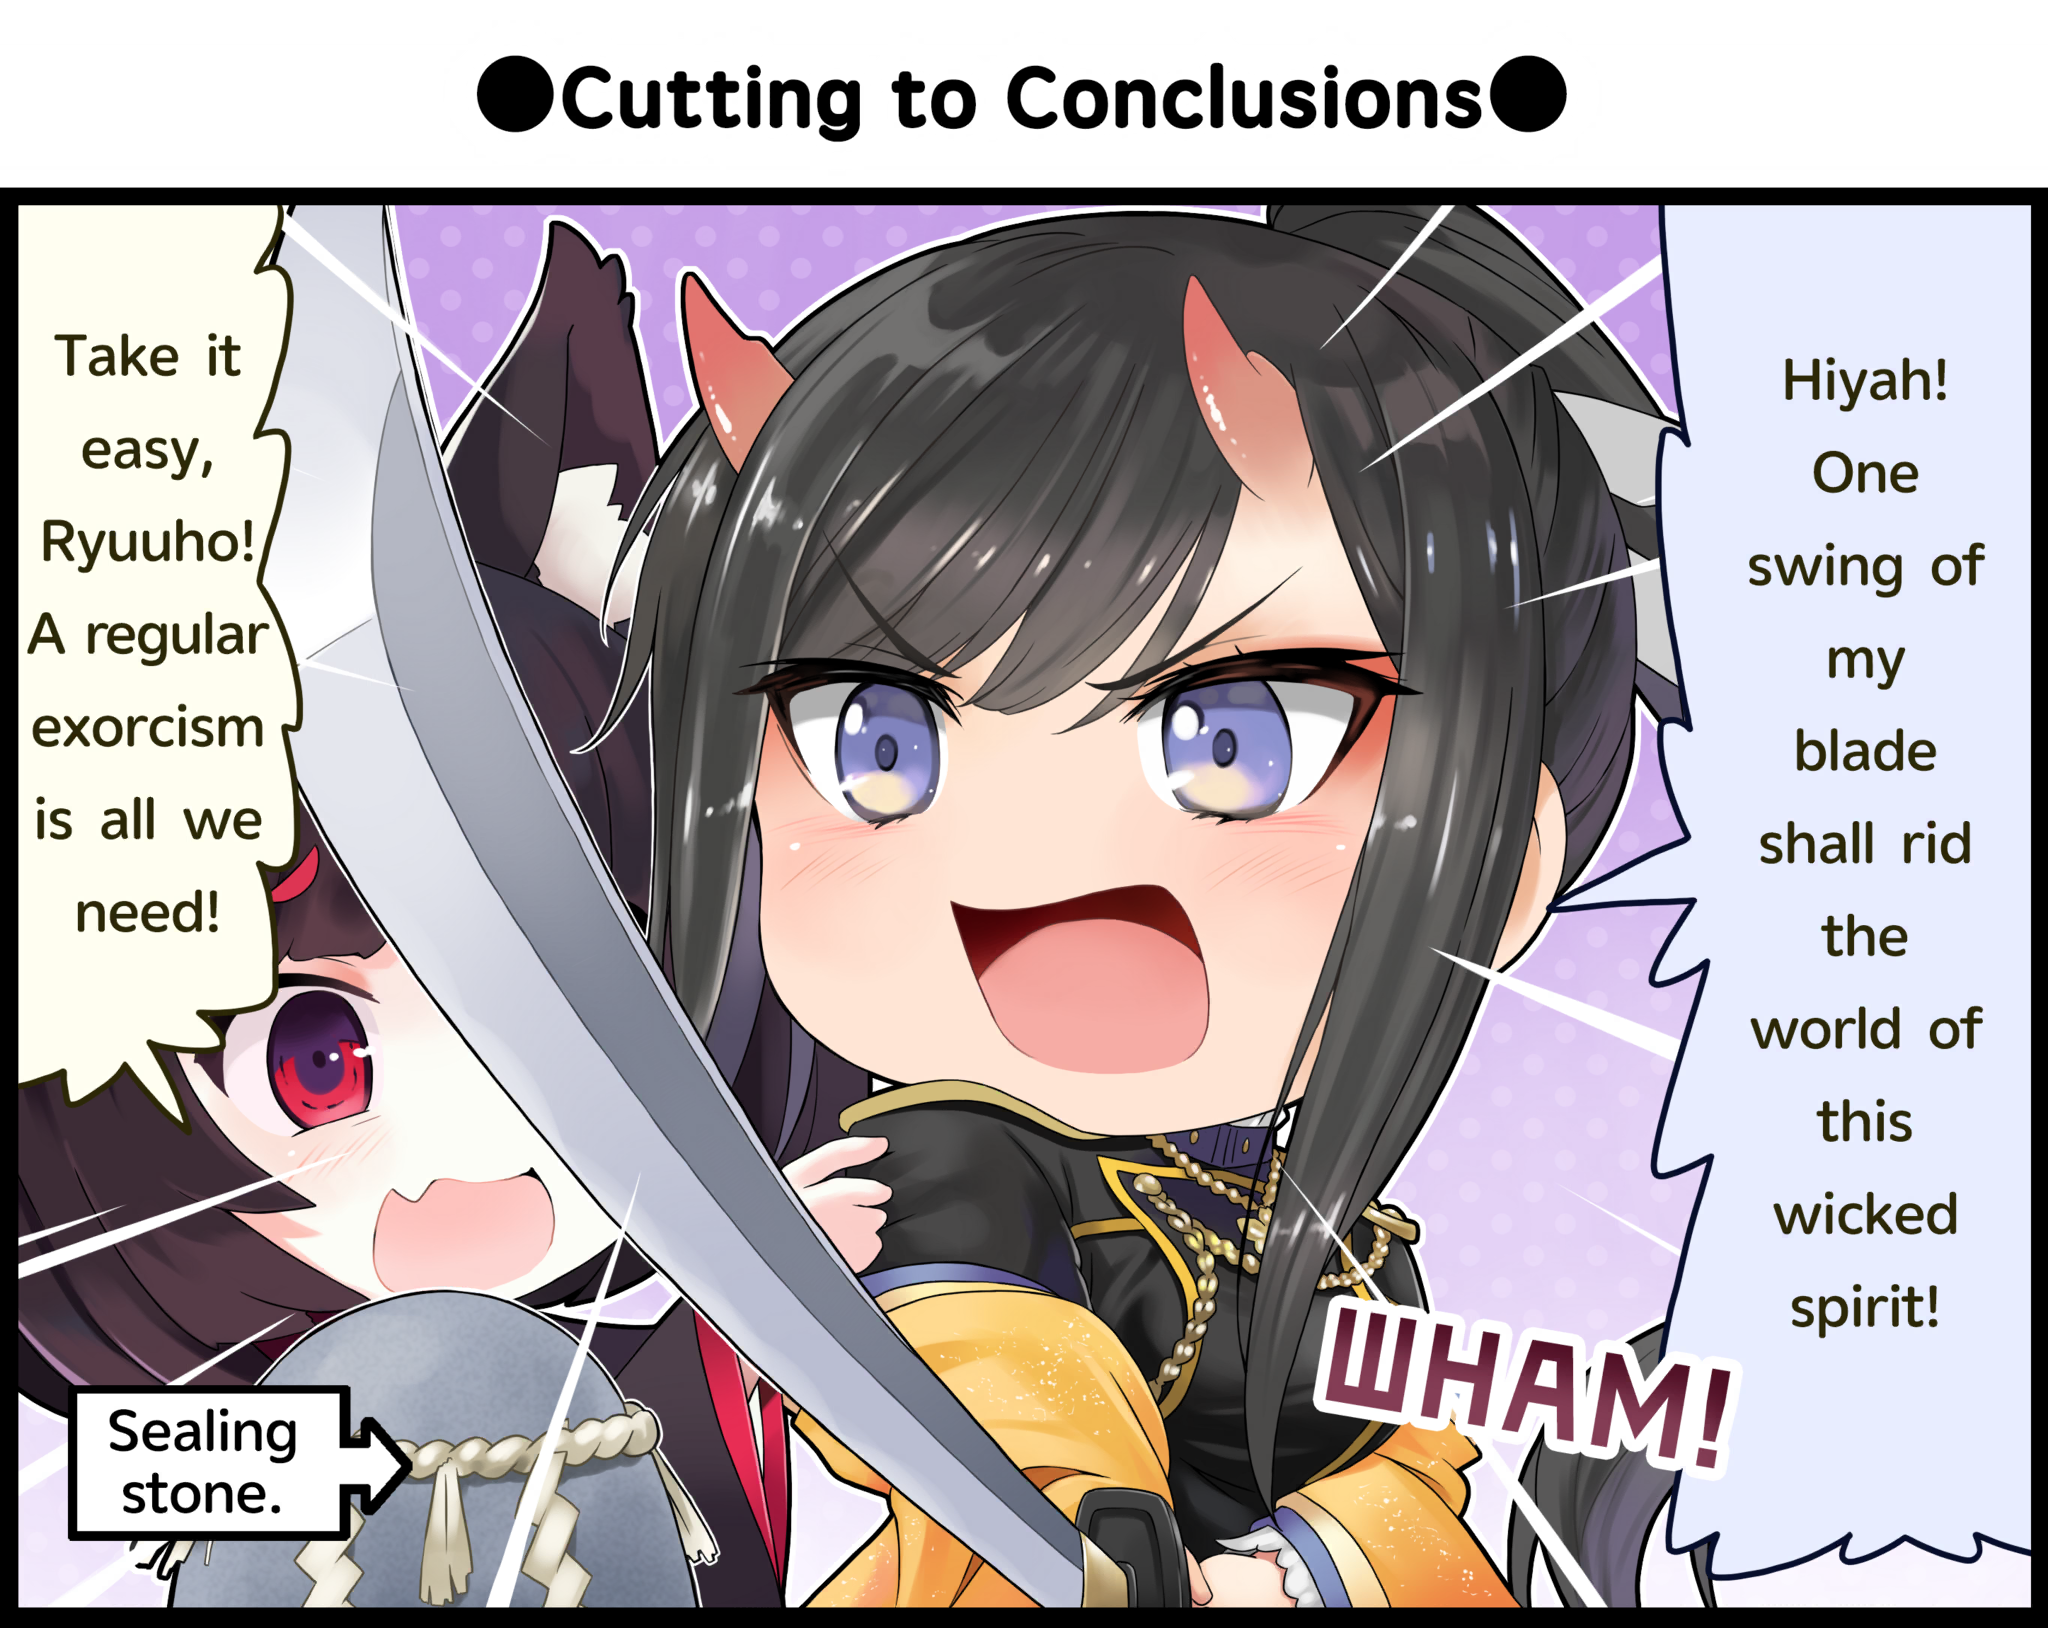 ●Cutting to Conclusions●
Hiyah!
One
swing of
my
blade
shall rid
the
world of
this
wicked
spirit!
WHAM!
Take it
easy,
Ryuuho!
A regular
exorcism
is all we
need!
Sealing
stone.